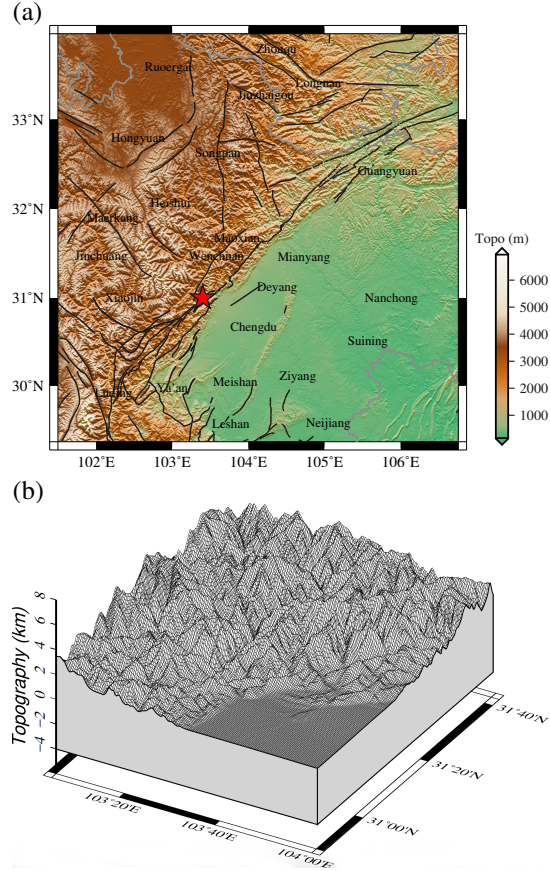 (a)
Zhouqu
Ruoergai
Longnan
Jiuzhaigou
33°N
Hongyuan
Songpan
Guangyuan
Heishui
32°N
Maerkang
Maoxian
Topo (m)
Jinchuang
Wenchuan
Mianyang
6000
Deyang
31°N
Xiaojin
Nanchong
5000
Chengdu
4000
Suining
3000
30°N
Ya'an
Meishan
Ziyang
2000
Luding
1000
Leshan
Neijiang
102°E
103°E
104°E
105°E
106°E
(b)
Topography (km)
8
6
4
2
0
−2
−4
31°40'N
31°20'N
31°00'N
103°20'E
103°40'E
104°00'E